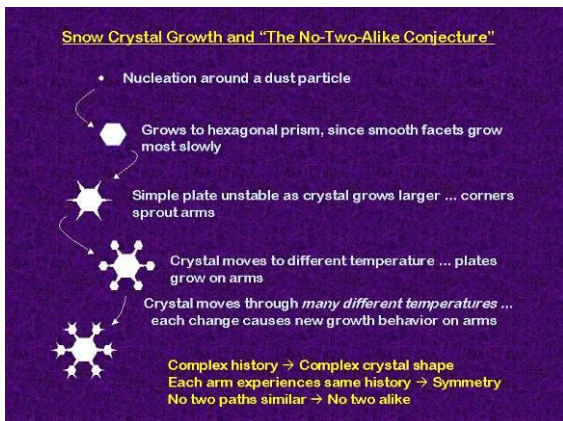 Snow Crystal Growth and “The No-Two-Alike Conjecture”
Nucleation around a dust particle
Grows to hexagonal prism, since smooth facets grow
most slowly
Simple plate unstable as crystal grows larger ... corners
sprout arms
Crystal moves to different temperature ... plates
grow on arms
Crystal moves through many different temperatures ...
each change causes new growth behavior on arms
Complex history → Complex crystal shape
Each arm experiences same history → Symmetry
No two paths similar → No two alike